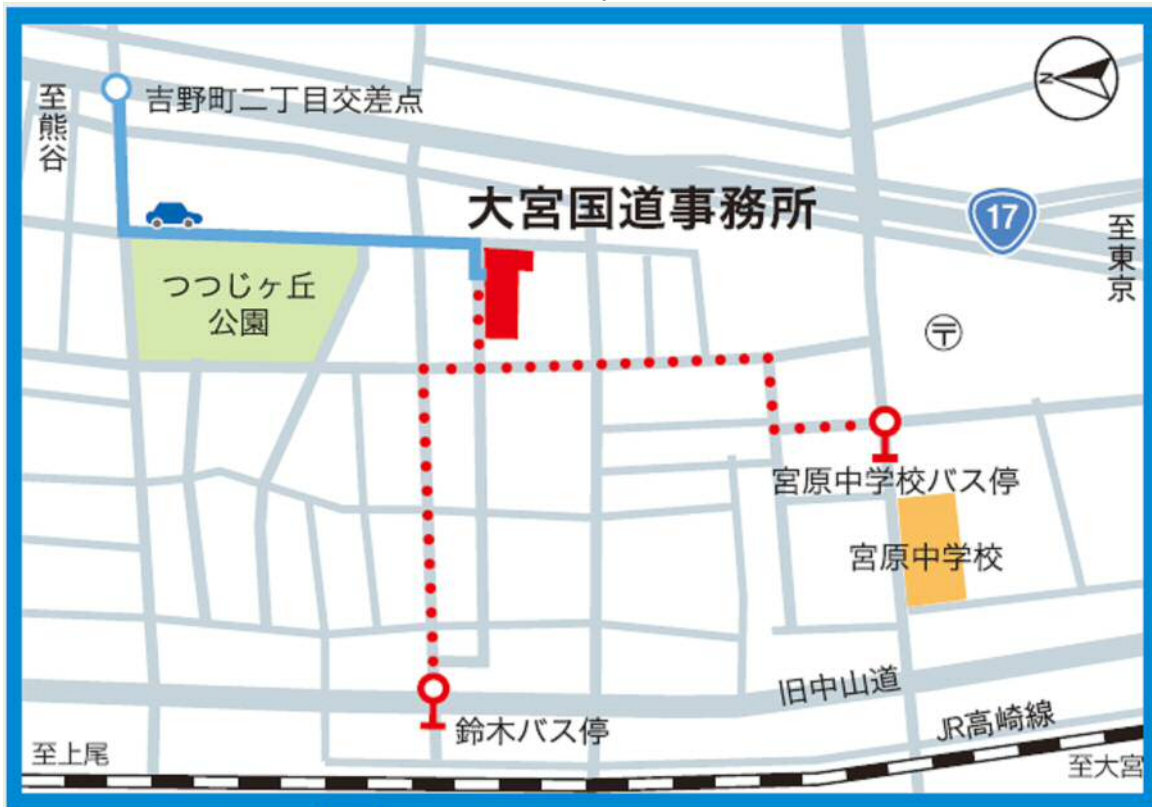 至熊谷
吉野町二丁目交差点
N
大宮国道事務所
17
至東京
つつじヶ丘
公園
〒
宮原中学校バス停
宮原中学校
旧中山道
鈴木バス停
JR高崎線
至上尾
至大宮